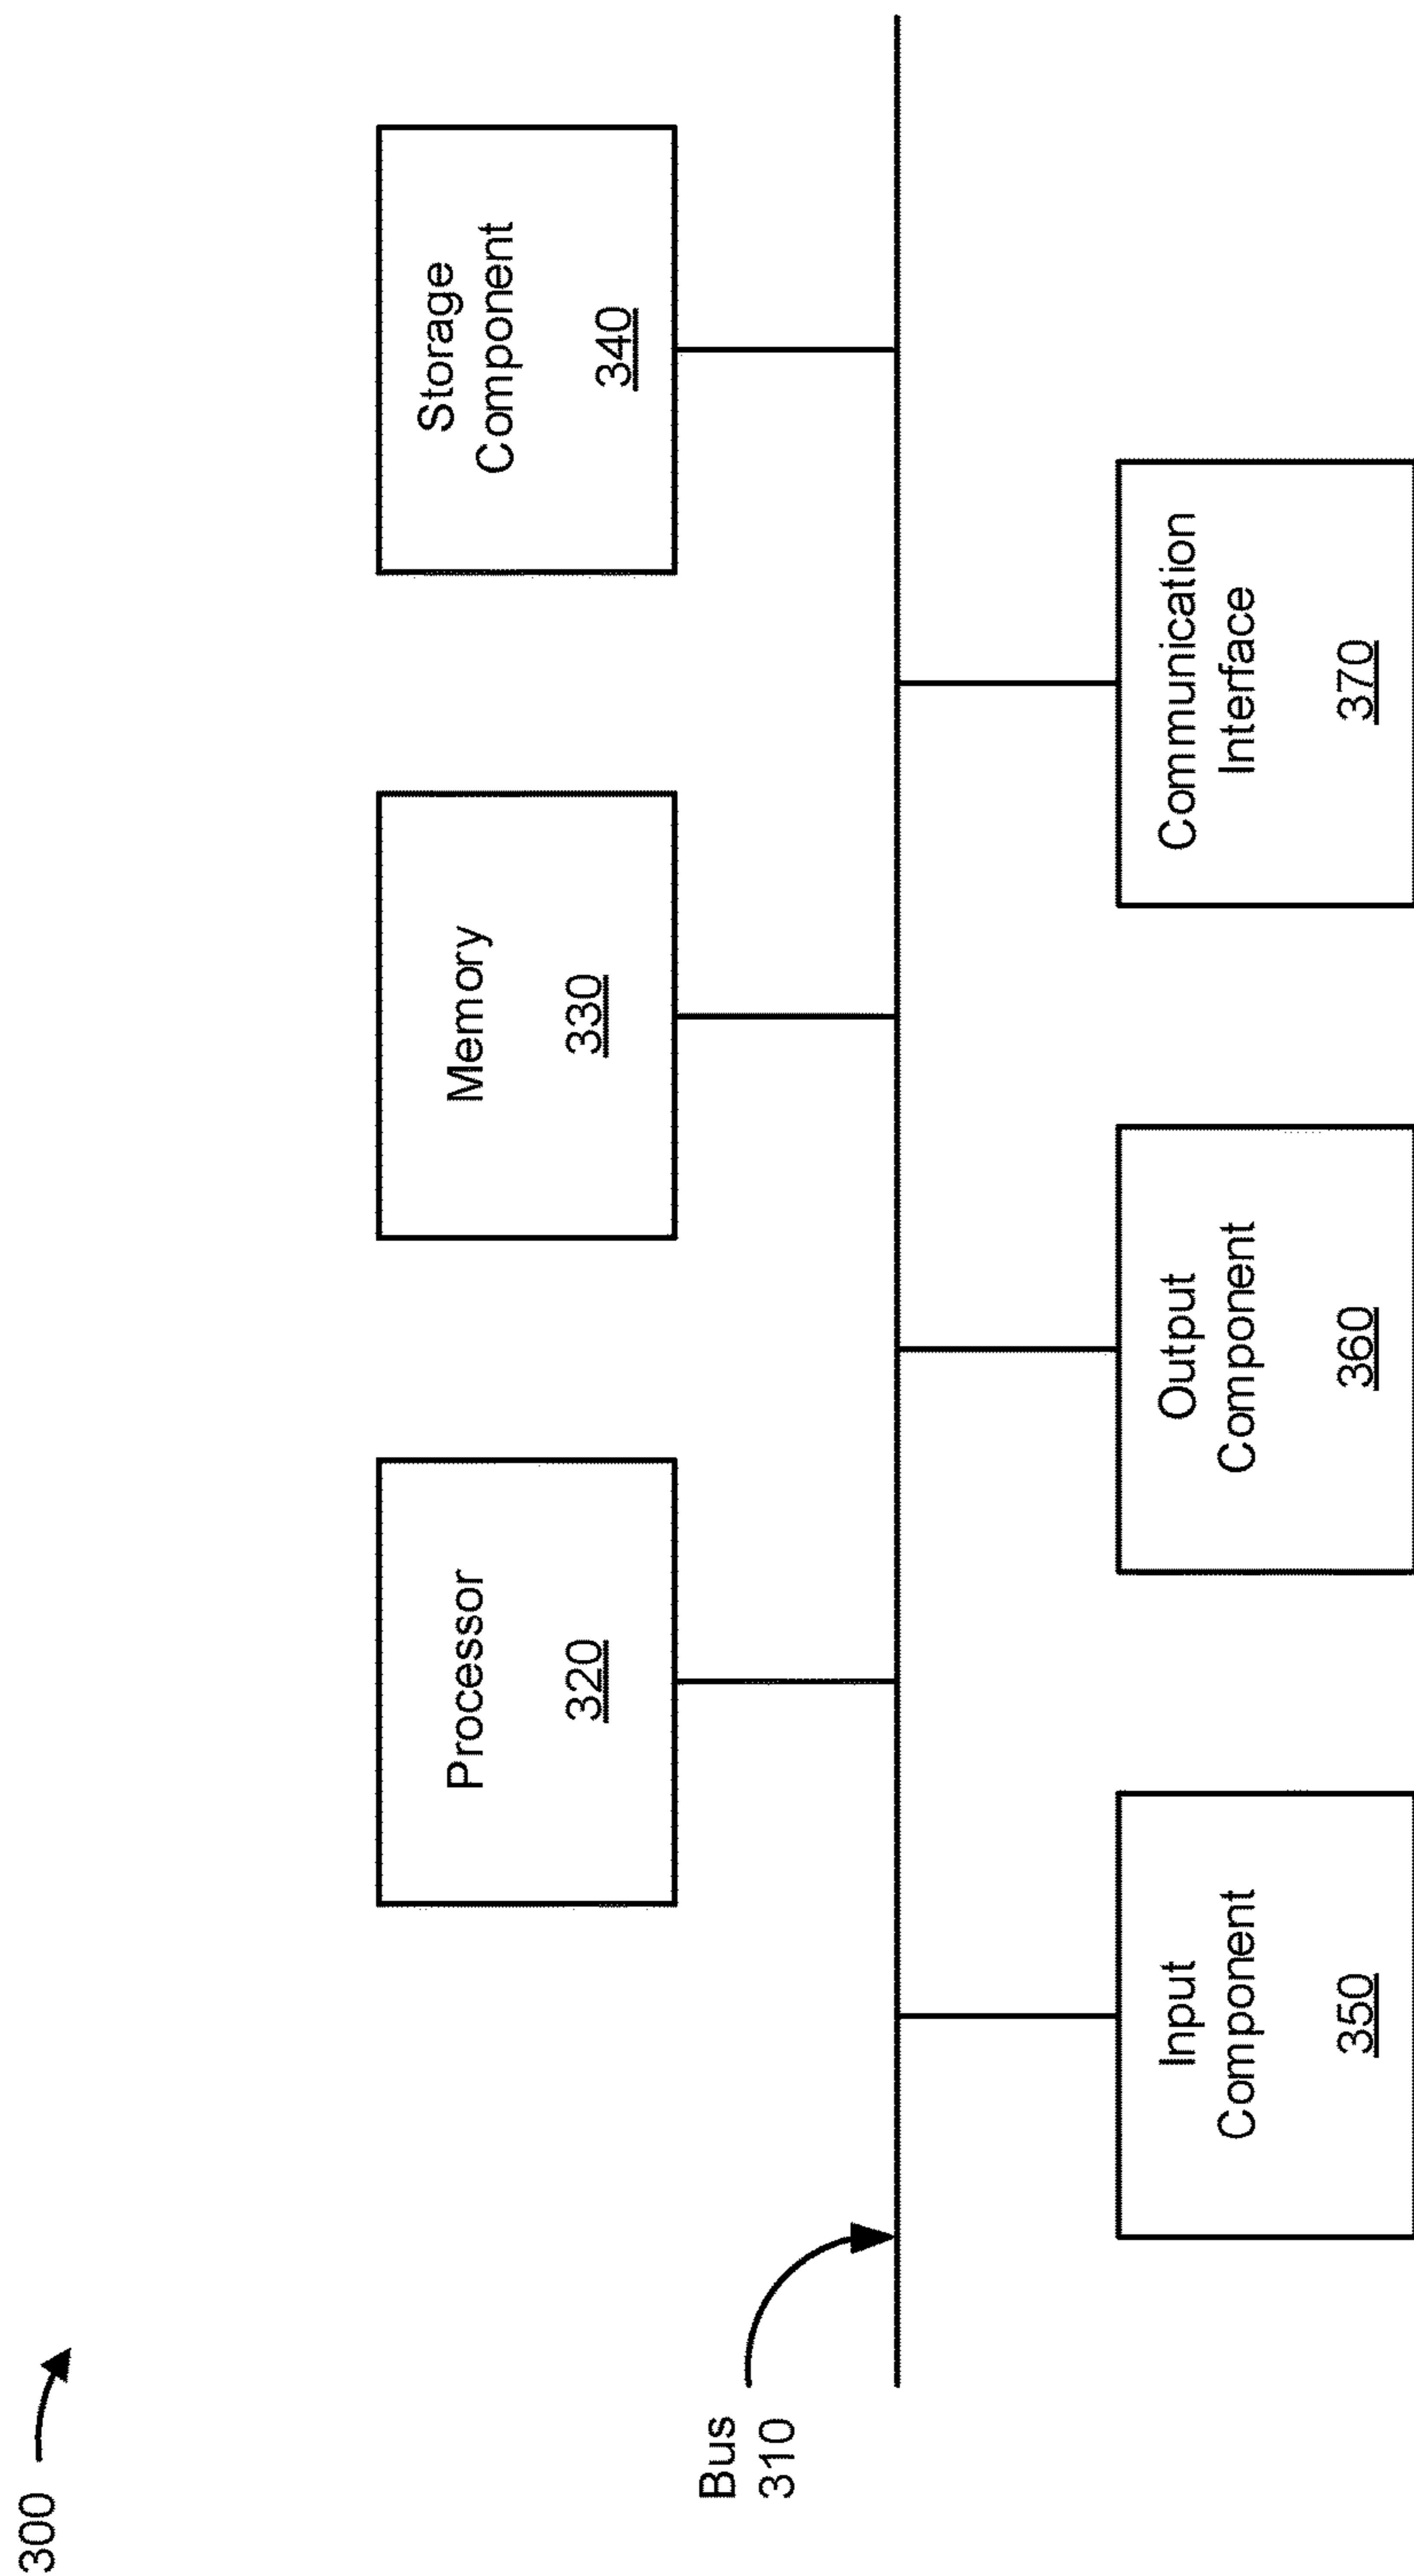 300
Processor
320
Memory
330
Storage
Component
340
Bus
310
Input
Component
350
Output
Component
360
Communication
Interface
370